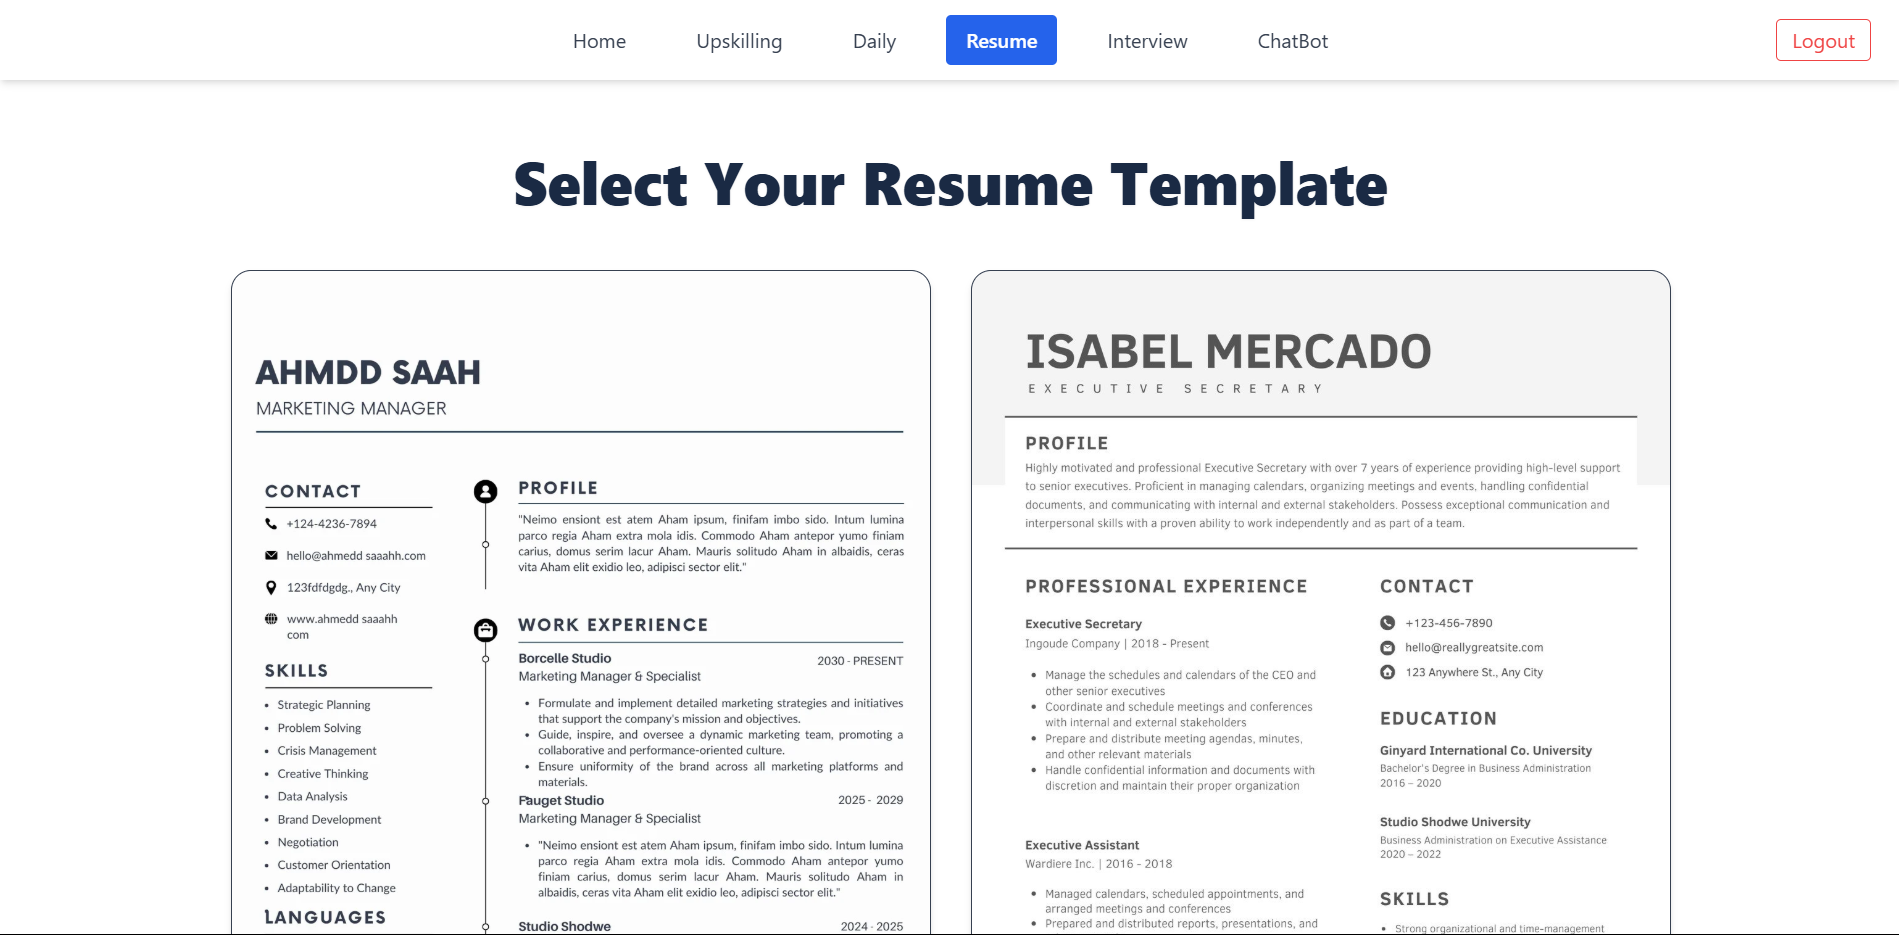 Home
Upskilling
Daily
Resume
Interview
ChatBot
Logout
Select Your Resume Template
AHMDD SAAH
MARKETING MANAGER
CONTACT
+124-4236-7894
hello@ahmedd saaahh.com
123fdfdgdg., Any City
www.ahmedd saaahh
com
SKILLS
• Strategic Planning
• Problem Solving
• Crisis Management
• Creative Thinking
• Data Analysis
• Brand Development
• Negotiation
• Customer Orientation
• Adaptability to Change
LANGUAGES
PROFILE
"Neimo ensiont est atem Aham ipsum, finifam imbo sido. Intum lumina
parco regia Aham extra mola idis. Commodo Aham antepor yumo finiam
carius, domus serim lacur Aham. Mauris solitudo Aham in albaidis, ceras
vita Aham elit exidio leo, adipisci sector elit."
WORK EXPERIENCE
Borcelle Studio 2030 - PRESENT
Marketing Manager & Specialist
• Formulate and implement detailed marketing strategies and initiatives
that support the company's mission and objectives.
• Guide, inspire, and oversee a dynamic marketing team, promoting a
collaborative and performance-oriented culture.
• Ensure uniformity of the brand across all marketing platforms and
materials.
Fauget Studio 2025 - 2029
Marketing Manager & Specialist
• "Neimo ensiont est atem Aham ipsum, finifam imbo sido. Intum lumina
parco regia Aham extra mola idis. Commodo Aham antepor yumo
finiam carius, domus serim lacur Aham. Mauris solitudo Aham in
albaidis, ceras vita Aham elit exidio leo, adipisci sector elit."
Studio Shodwe 2024 - 2025
ISABEL MERCADO
EXECUTIVE SECRETARY
PROFILE
Highly motivated and professional Executive Secretary with over 7 years of experience providing high-level support
to senior executives. Proficient in managing calendars, organizing meetings and events, handling confidential
documents, and communicating with internal and external stakeholders. Possess exceptional communication and
interpersonal skills with a proven ability to work independently and as part of a team.
PROFESSIONAL EXPERIENCE
Executive Secretary
Ingoude Company | 2018 - Present
• Manage the schedules and calendars of the CEO and
other senior executives
• Coordinate and schedule meetings and conferences
with internal and external stakeholders
• Prepare and distribute meeting agendas, minutes,
and other relevant materials
• Handle confidential information and documents with
discretion and maintain their proper organization
Executive Assistant
Wardiere Inc. | 2016 - 2018
• Managed calendars, scheduled appointments, and
arranged meetings and conferences
• Prepared and distributed reports, presentations, and
CONTACT
+123-456-7890
hello@reallygreatsite.com
123 Anywhere St., Any City
EDUCATION
Ginyard International Co. University
Bachelor's Degree in Business Administration
2016 – 2020
Studio Shodwe University
Business Administration on Executive Assistance
2020 – 2022
SKILLS
• Strong organizational and time-management